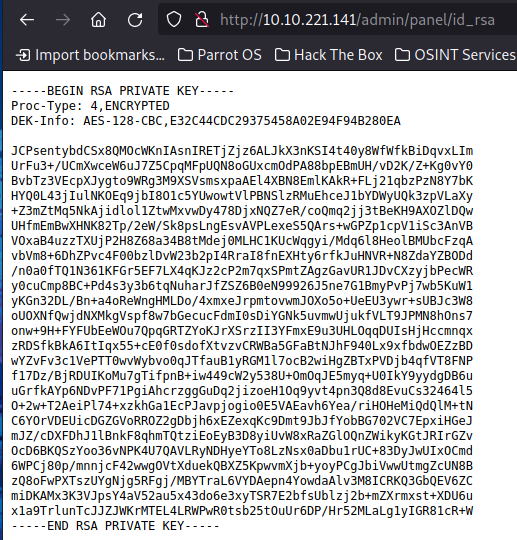 http://10.10.221.141/admin/panel/id_rsa
Import bookmarks... Parrot OS Hack The Box OSINT Services
-----BEGIN RSA PRIVATE KEY-----
Proc-Type: 4,ENCRYPTED
DEK-Info: AES-128-CBC,E32C44CDC29375458A02E94F94B280EA
JCPsentybdCSx8QMOcWKnIAsnIRETjZjz6ALJkX3nKSI4t40y8WfWfkBiDqvxLIm
UrFu3+/UCmXwceW6uJ7Z5CpqMFpUQN8oGUxcmOdPA88bpEBmUH/vD2K/Z+Kg0vY0
BvbTz3VEcpXJygto9WRg3M9XSVsmsxpaAEl4XBN8EmlKAkR+FLj21qbzPzN8Y7bK
HYQ0L43jIulNKOEq9jbI8O1c5YUwowtVlPBNSlzRMuEhceJ1bYDWyUQk3zpVLaXy
+Z3mZtMq5NkAjidlol1ZtwMxvwDy478DjxNQZ7eR/coQmq2jj3tBeKH9AXOZlDQw
UHfmEmBwXHNK82Tp/2eW/Sk8psLngEsvAVPLexeS5QArs+wGPZp1cpV1iSc3AnVB
VOxaB4uzzTXUjP2H8Z68a34B8tMdej0MLHC1KUcWqgyi/Mdq6l8HeolBMUbcFzqA
vbVm8+6DhZPvc4F00bzlDvW23b2pI4RraI8fnEXHty6rfkJuHNVR+N8ZdaYZBODd
/n0a0fTQ1N361KFGr5EF7LX4qKJz2cP2m7qxSPmtZAgzGavUR1JDvCXzyjbPecWR
y0cuCmp8BC+Pd4s3y3b6tqNuharJfZSZ6B0eN99926J5ne7G1BmyPvPj7wb5KuW1
yKGn32DL/Bn+a4oReWngHMLDo/4xmxeJrpmtovwmJOXo5o+UeEU3ywr+sUBJc3W8
oUOXNfQwjdNXMkgVspf8w7bGecucFdmI0sDiYGNk5uvmwUjukfVLT9JPMN8hOns7
onw+9H+FYFUbEeWOu7QpqGRTZYoKJrXSrzII3YFmxE9u3UHLOqqDUIsHjHccmnqx
zRDSfkBkA6ItIqx55+cE0f0sdofXtvzvCRWBa5GFaBtNJhF940Lx9xfbdwOEZzBD
wYZvFv3c1VePTT0wvWybvo0qJTfauB1yRGM1l7ocB2wiHgZBTxPVDjb4qfVT8FNP
f17Dz/BjRDUIKoMu7gTifpnB+iw449cW2y538U+OmOqJE5myq+U0IkY9yydgDB6u
uGrfkAYp6NDvPF71PgiAhcrzggGuDq2jizoeH1Oq9yvt4pn3Q8d8EvuCs32464l5
O+2w+T2AeiPl74+xzkhGa1EcPJavpjogio0E5VAEavh6Yea/riHOHeMiQdQlM+tN
C6YOrVDEUicDGZGVoRROZ2gDbjh6xEZexqKc9Dmt9JbJfYobBG702VC7EpxiHGeJ
mJZ/cDXFDhJ1lBnkF8qhmTQtziEoEyB3D8yiUvW8xRaZGlOQnZWikyKGtJRIrGZv
OcD6BKQSzYoo36vNPK4U7QAVLRyNDHyeYTo8LzNsx0aDbu1rUC+83DyJwUIxOCmd
6WPCj80p/mnnjcF42wwgOVtXduekQBXZ5KpwvmXjb+yoyPCgJbiVwwUtmgZcUN8B
zQ8oFwPXTszUYgNjg5RFgj/MBYTraL6VYDAepn4YowdaAlv3M8ICRKQ3GbQEV6ZC
miDKAMx3K3VJpsY4aV52au5x43do6e3xyTSR7E2bfsUblzj2b+mZXrmxst+XDU6u
x1a9TrlunTcJJZJWKrMTEL4LRWPwR0tsb25tOuUr6DP/Hr52MLaLg1yIGR81cR+W
-----END RSA PRIVATE KEY-----